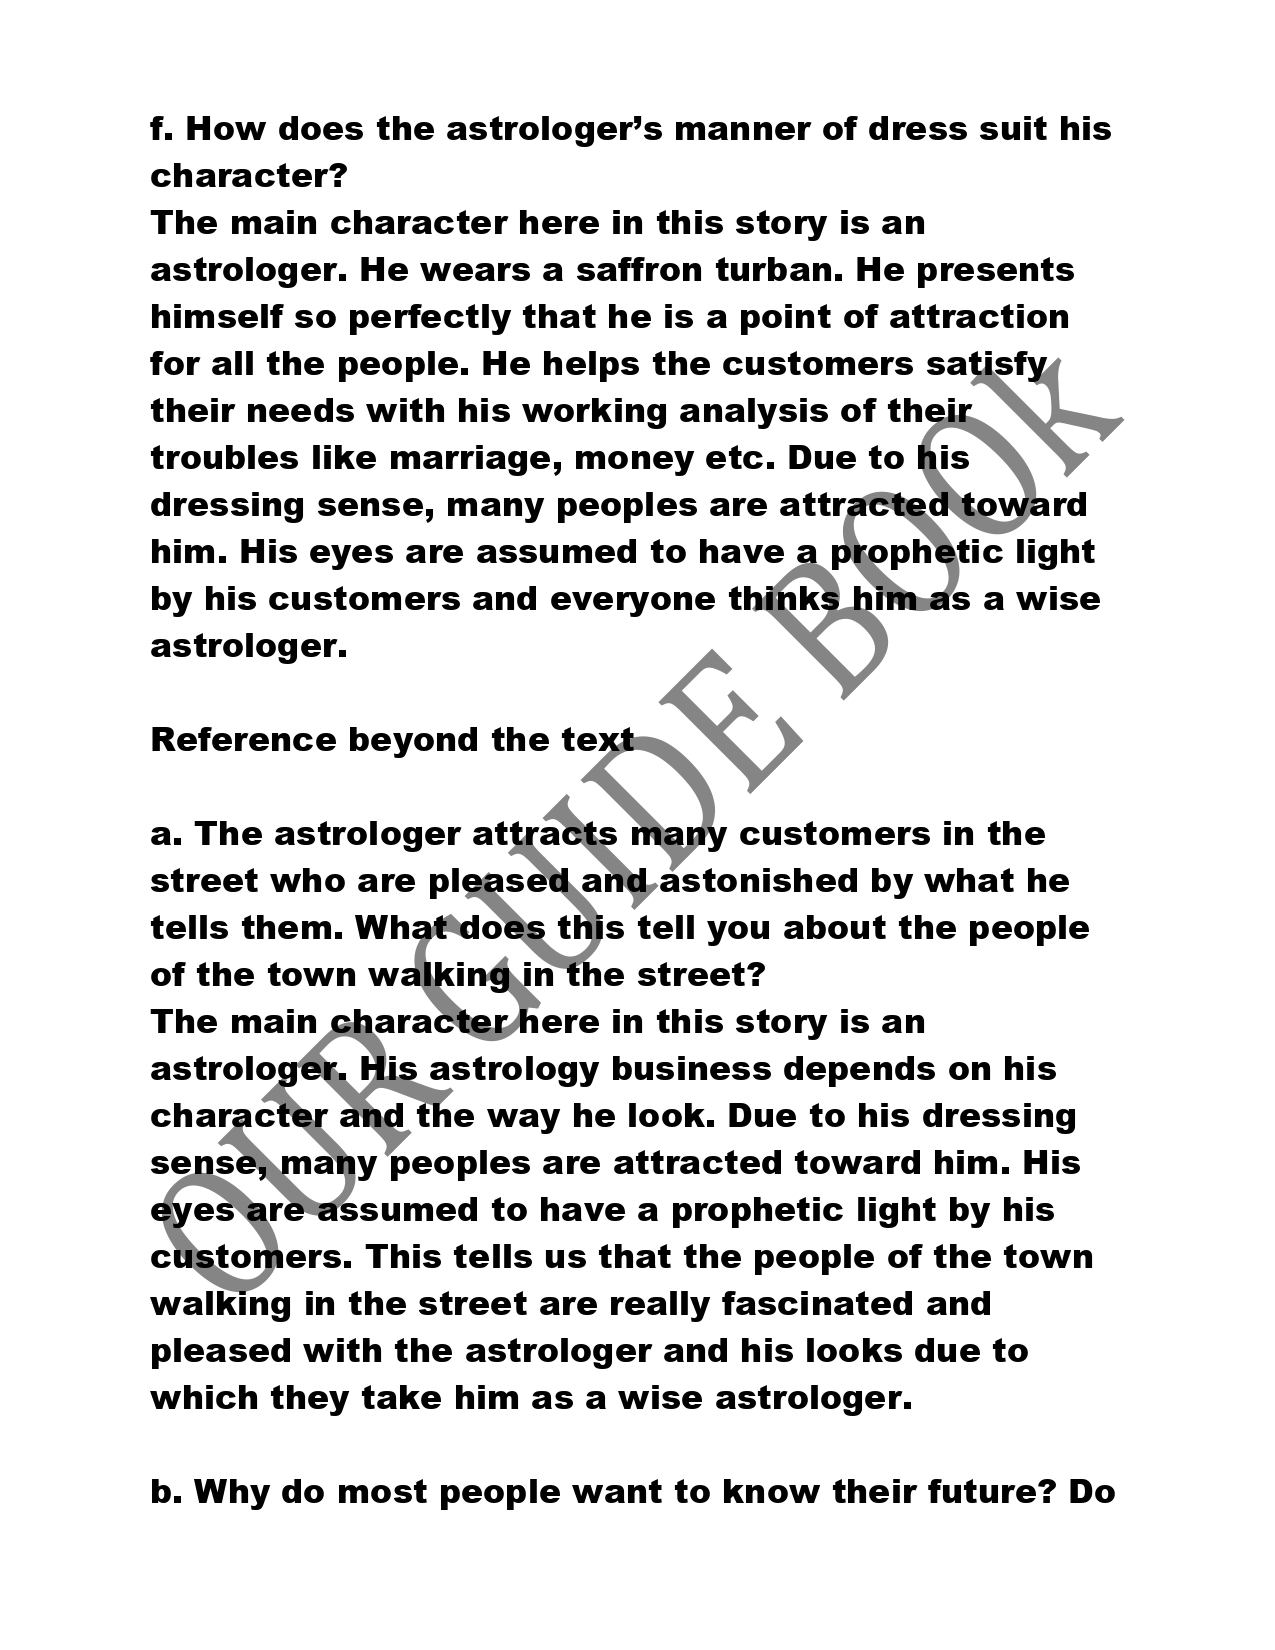 f. How does the astrologer’s manner of dress suit his
character?
The main character here in this story is an
astrologer. He wears a saffron turban. He presents
himself so perfectly that he is a point of attraction
for all the people. He helps the customers satisfy
their needs with his working analysis of their
troubles like marriage, money etc. Due to his
dressing sense, many peoples are attracted toward
him. His eyes are assumed to have a prophetic light
by his customers and everyone thinks him as a wise
astrologer.
Reference beyond the text
a. The astrologer attracts many customers in the
street who are pleased and astonished by what he
tells them. What does this tell you about the people
of the town walking in the street?
The main character here in this story is an
astrologer. His astrology business depends on his
character and the way he look. Due to his dressing
sense, many peoples are attracted toward him. His
eyes are assumed to have a prophetic light by his
customers. This tells us that the people of the town
walking in the street are really fascinated and
pleased with the astrologer and his looks due to
which they take him as a wise astrologer.
b. Why do most people want to know their future? Do
OUR GUIDE BOOk